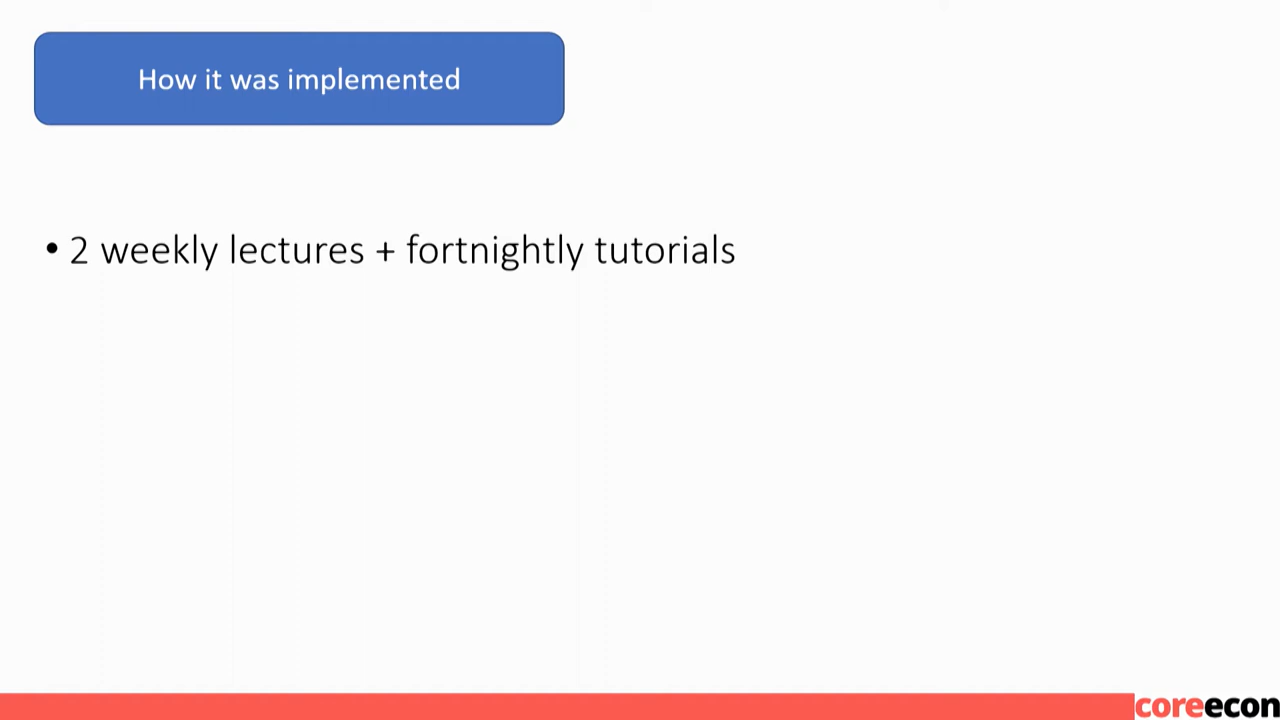 How it was implemented
• 2 weekly lectures + fortnightly tutorials
coreecon